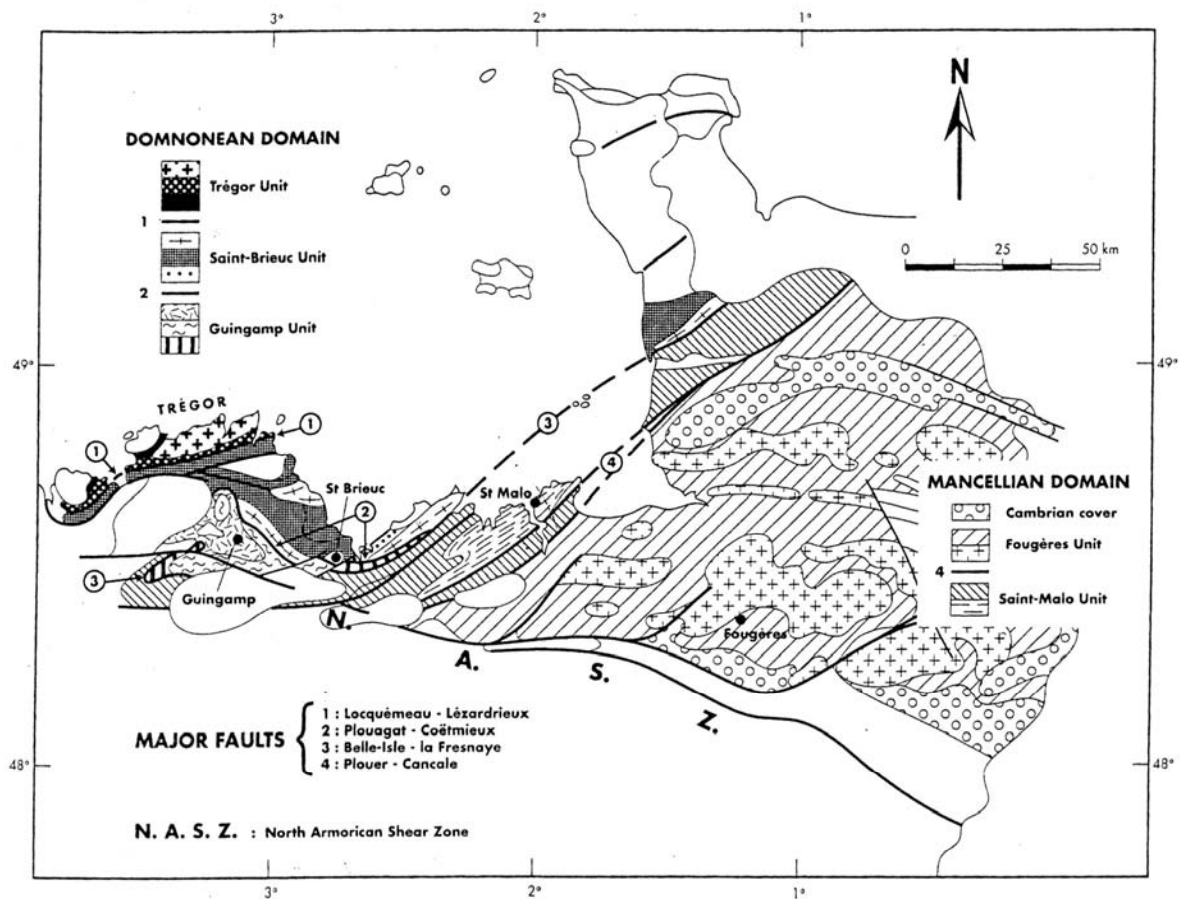 3°
2°
1°
N
DOMNONEAN DOMAIN
Trégor Unit
1
Saint-Brieuc Unit
2
Guingamp Unit
0 25 50 km
49°
49°
TRÉGOR
1
1
3
4
St Brieuc
2
St Malo
3
Guingamp
MANCELLIAN DOMAIN
Cambrian cover
Fougères Unit
4
Saint-Malo Unit
Fougères
N.
A.
S.
Z.
MAJOR FAULTS
1 : Locquémeau - Lézardrieux
2 : Plouagat - Coëtmieux
3 : Belle-Isle - la Fresnaye
4 : Plouer - Cancale
48°
48°
N. A. S. Z. : North Armorican Shear Zone
3°
2°
1°